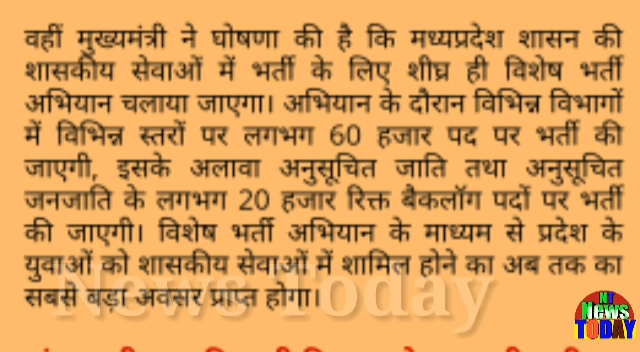 वहीं मुख्यमंत्री ने घोषणा की है कि मध्यप्रदेश शासन की
शासकीय सेवाओं में भर्ती के लिए शीघ्र ही विशेष भर्ती
अभियान चलाया जाएगा। अभियान के दौरान विभिन्न विभागों
में विभिन्न स्तरों पर लगभग 60 हजार पद पर भर्ती की
जाएगी, इसके अलावा अनुसूचित जाति तथा अनुसूचित
जनजाति के लगभग 20 हजार रिक्त बैकलॉग पदों पर भर्ती
की जाएगी। विशेष भर्ती अभियान के माध्यम से प्रदेश के
युवाओं को शासकीय सेवाओं में शामिल होने का अब तक का
सबसे बड़ा अवसर प्राप्त होगा।
News Today
NT
News
TODAY